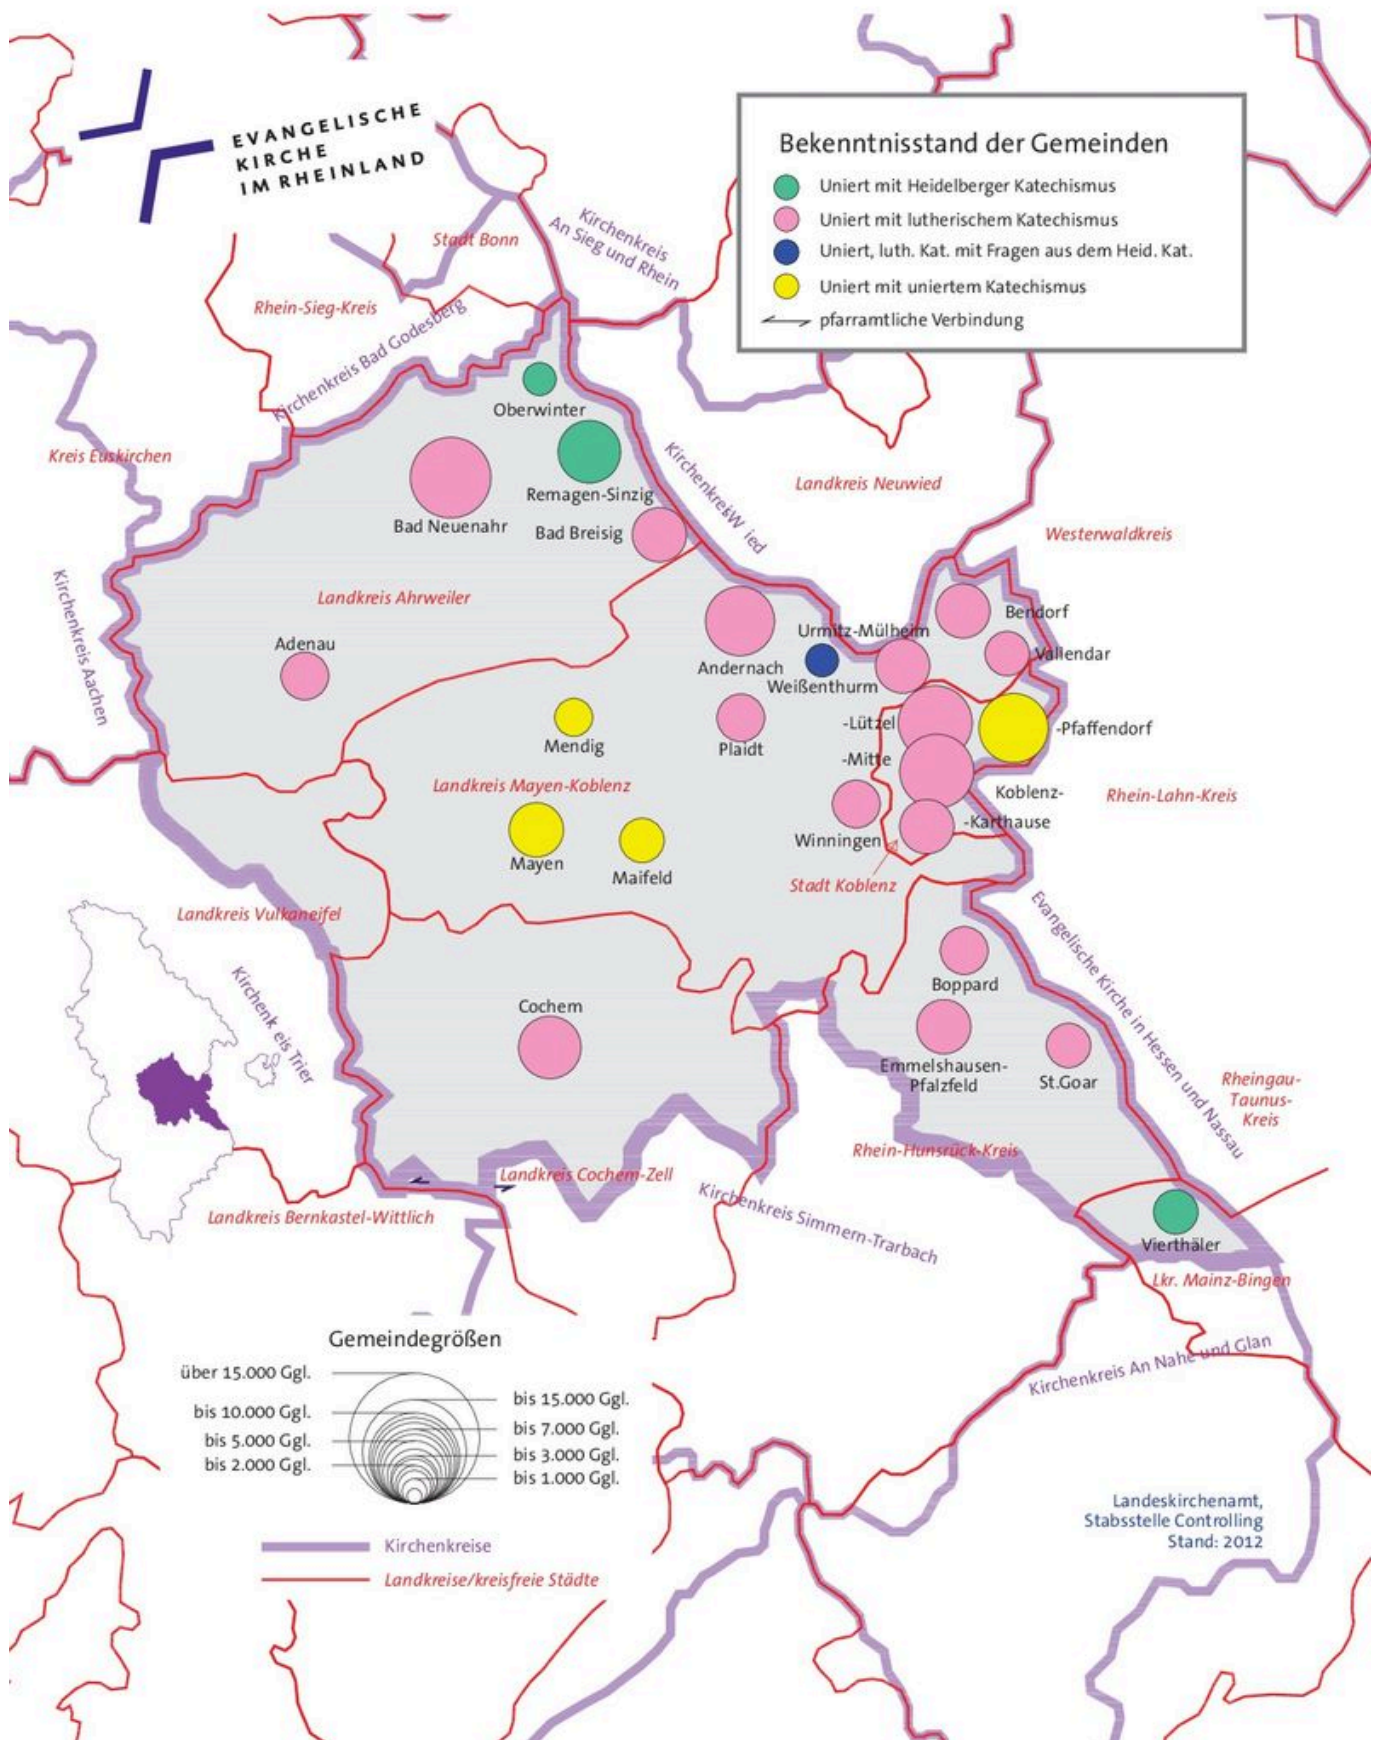 EVANGELISCHE
KIRCHE
IM RHEINLAND
Bekenntnisstand der Gemeinden
Uniert mit Heidelberger Katechismus
Uniert mit lutherischem Katechismus
Uniert, luth. Kat. mit Fragen aus dem Heid. Kat.
Uniert mit uniertem Katechismus
pfarramtliche Verbindung
Kirchenkreis
An Sieg und Rhein
Stadt Bonn
Rhein-Sieg-Kreis
Kirchenkreis Bad Godesberg
Oberwinter
Kreis Euskirchen
Remagen-Sinzig
Bad Neuenahr
Bad Breisig
Kirchenkreis W ied
Landkreis Neuwied
Westerwaldkreis
Kirchenkreis Aachen
Landkreis Ahrweiler
Adenau
Andernach
Urmitz-Mülheim
Weißenthurm
Bendorf
Vallendar
Mendig
Plaidt
-Lützel
-Pfaffendorf
-Mitte
Landkreis Mayen-Koblenz
Koblenz-
Rhein-Lahn-Kreis
-Karthause
Winningen
Mayen
Maifeld
Stadt Koblenz
Landkreis Vulkaneifel
Evangelische Kirche in Hessen und Nassau
Boppard
Kirchenk eis Trier
Cochem
Emmelshausen-
Pfalzfeld
St.Goar
Rheingau-
Taunus-
Kreis
Rhein-Hunsrück-Kreis
Landkreis Cochem-Zell
Kirchenkreis Simmern-Trarbach
Landkreis Bernkastel-Wittlich
Vierthäler
Lkr. Mainz-Bingen
Kirchenkreis An Nahe und Glan
Gemeindegrößen
über 15.000 Ggl.
bis 15.000 Ggl.
bis 10.000 Ggl.
bis 7.000 Ggl.
bis 5.000 Ggl.
bis 3.000 Ggl.
bis 2.000 Ggl.
bis 1.000 Ggl.
Kirchenkreise
Landkreise/kreisfreie Städte
Landeskirchenamt,
Stabsstelle Controlling
Stand: 2012